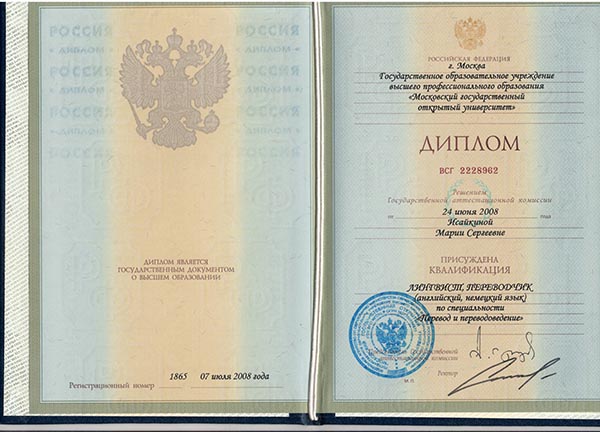 РОССИЯ
РОССИЯ
• ДИПЛОМ •
РОССИЯ
• ДИПЛОМ •
РОССИЯ
ДИПЛОМ ЯВЛЯЕТСЯ
ГОСУДАРСТВЕННЫМ ДОКУМЕНТОМ
О ВЫСШЕМ ОБРАЗОВАНИИ
Регистрационный номер 1865 07 июля 2008 года
РОССИЙСКАЯ ФЕДЕРАЦИЯ
г. Москва
Государственное образовательное учреждение
высшего профессионального образования
«Московский государственный
открытый университет»
ДИПЛОМ
ВСГ 2228962
Решением
Государственной аттестационной комиссии
от 24 июня 2008 года
Исайкиной
Марии Сергеевне
ПРИСУЖДЕНА
КВАЛИФИКАЦИЯ
ЛИНГВИСТ, ПЕРЕВОДЧИК
(английский, немецкий язык)
по специальности
«Перевод и переводоведение»
Государственной
аттестационной комиссии
Ректор
М.П.